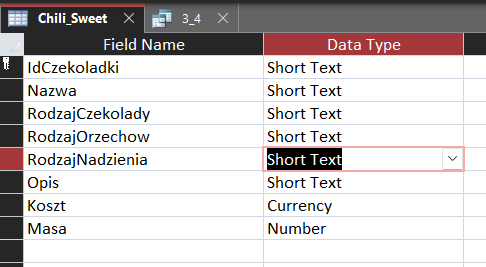 Chili_Sweet 3_4
Field Name Data Type
IdCzekoladki Short Text
Nazwa Short Text
RodzajCzekolady Short Text
RodzajOrzechow Short Text
RodzajNadzienia Short Text
Opis Short Text
Koszt Currency
Masa Number